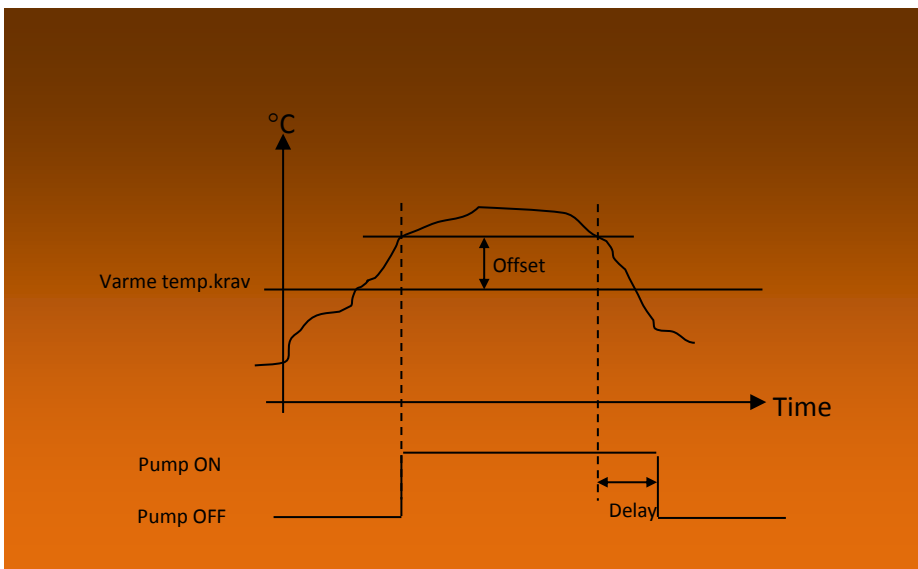 °C
Offset
Varme temp.krav
Time
Pump ON
Pump OFF
Delay